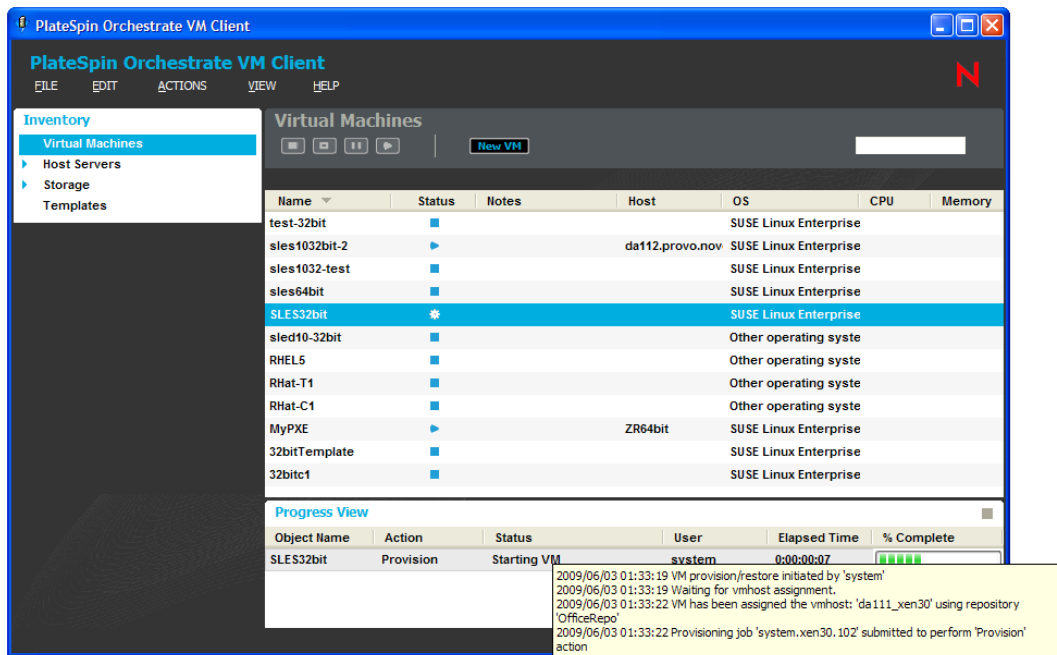 PlateSpin Orchestrate VM Client
PlateSpin Orchestrate VM Client
FILE EDIT ACTIONS VIEW HELP
N
Inventory
Virtual Machines
Host Servers
Storage
Templates
Virtual Machines
New VM
Name Status Notes Host OS CPU Memory
test-32bit SUSE Linux Enterprise
sles1032bit-2 da112.provo.nov SUSE Linux Enterprise
sles1032-test SUSE Linux Enterprise
sles64bit SUSE Linux Enterprise
SLES32bit SUSE Linux Enterprise
sled10-32bit Other operating syste
RHEL5 Other operating syste
RHat-T1 Other operating syste
RHat-C1 Other operating syste
MyPXE ZR64bit SUSE Linux Enterprise
32bitTemplate SUSE Linux Enterprise
32bitc1 SUSE Linux Enterprise
Progress View
Object Name Action Status User Elapsed Time % Complete
SLES32bit Provision Starting VM system 0:00:00:07
2009/06/03 01:33:19 VM provision/restore initiated by 'system'
2009/06/03 01:33:19 Waiting for vmhost assignment.
2009/06/03 01:33:22 VM has been assigned the vmhost: 'da111_xen30' using repository
'OfficeRepo'
2009/06/03 01:33:22 Provisioning job 'system.xen30.102' submitted to perform 'Provision'
action